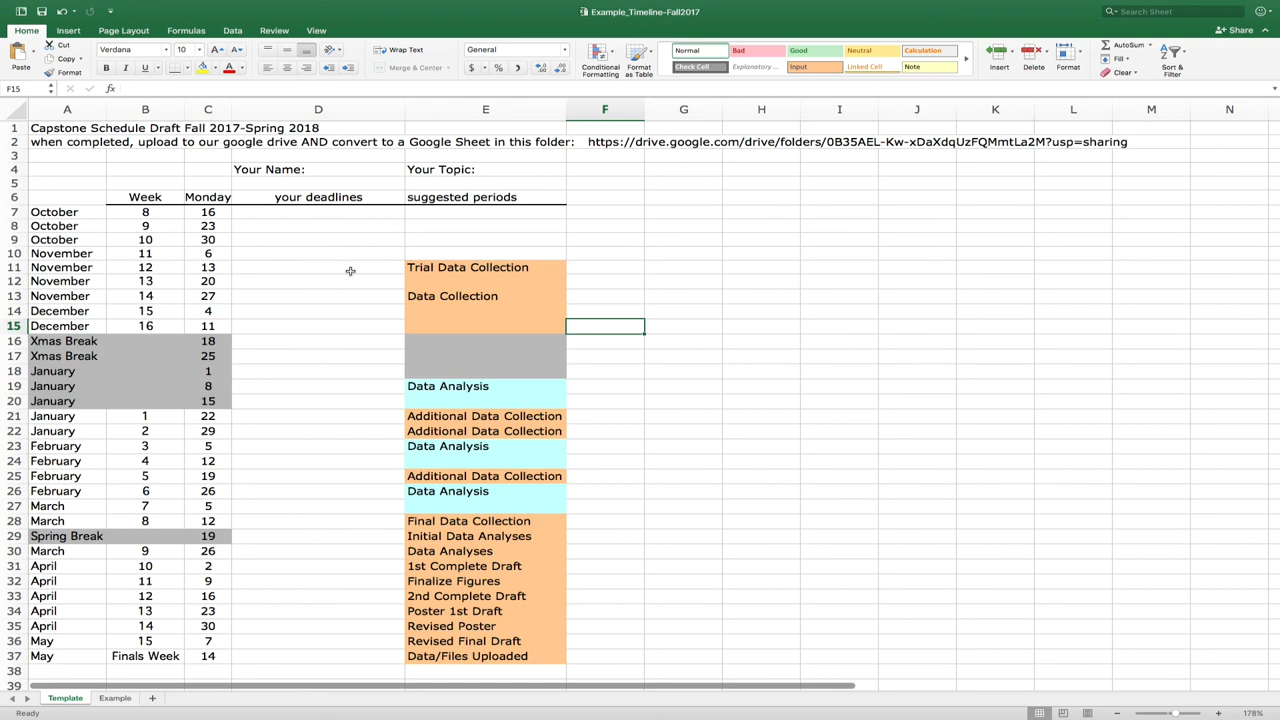 Example_Timeline-Fall2017
Search Sheet
Home Insert Page Layout Formulas Data Review View Share
Cut
Copy
Format
Paste
Verdana 10 A A Wrap Text General
B I U A Merge & Center $ % ,
Conditional Formatting
Format as Table
Normal Bad Good Neutral Calculation
Check Cell Explanatory ... Input Linked Cell Note
Insert Delete Format
AutoSum
Fill
Clear
Sort & Filter
F15 fx
A B C D E F G H I J K L M N
1 Capstone Schedule Draft Fall 2017-Spring 2018
2 when completed, upload to our google drive AND convert to a Google Sheet in this folder: https://drive.google.com/drive/folders/0B35AEL-Kw-xDaXdqUzFQMmtLa2M?usp=sharing
3
4 Your Name: Your Topic:
5
6 Week Monday your deadlines suggested periods
7 October 8 16
8 October 9 23
9 October 10 30
10 November 11 6
11 November 12 13 Trial Data Collection
12 November 13 20
13 November 14 27 Data Collection
14 December 15 4
15 December 16 11
16 Xmas Break 18
17 Xmas Break 25
18 January 1
19 January 8 Data Analysis
20 January 15
21 January 1 22 Additional Data Collection
22 January 2 29 Additional Data Collection
23 February 3 5 Data Analysis
24 February 4 12
25 February 5 19 Additional Data Collection
26 February 6 26 Data Analysis
27 March 7 5
28 March 8 12 Final Data Collection
29 Spring Break 19 Initial Data Analyses
30 March 9 26 Data Analyses
31 April 10 2 1st Complete Draft
32 April 11 9 Finalize Figures
33 April 12 16 2nd Complete Draft
34 April 13 23 Poster 1st Draft
35 April 14 30 Revised Poster
36 May 15 7 Revised Final Draft
37 May Finals Week 14 Data/Files Uploaded
38
39
Template Example +
Ready 178%